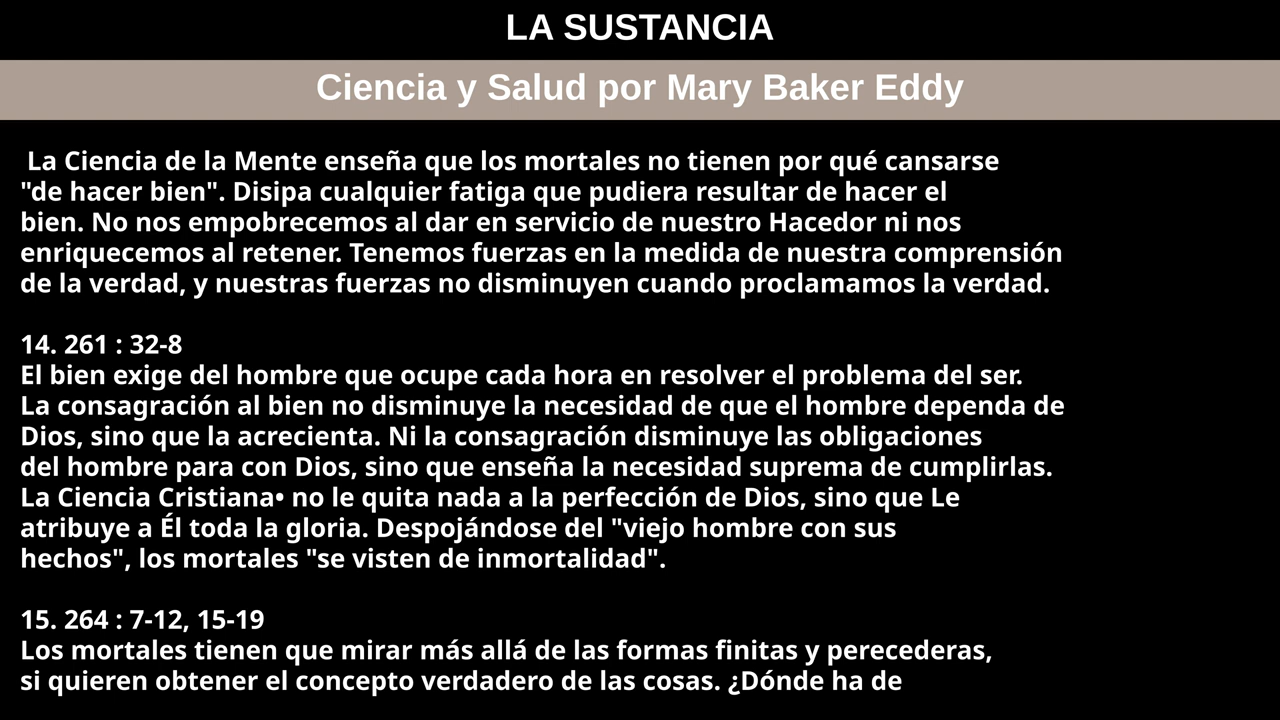 LA SUSTANCIA
Ciencia y Salud por Mary Baker Eddy
La Ciencia de la Mente enseña que los mortales no tienen por qué cansarse
"de hacer bien". Disipa cualquier fatiga que pudiera resultar de hacer el
bien. No nos empobrecemos al dar en servicio de nuestro Hacedor ni nos
enriquecemos al retener. Tenemos fuerzas en la medida de nuestra comprensión
de la verdad, y nuestras fuerzas no disminuyen cuando proclamamos la verdad.
14. 261 : 32-8
El bien exige del hombre que ocupe cada hora en resolver el problema del ser.
La consagración al bien no disminuye la necesidad de que el hombre dependa de
Dios, sino que la acrecienta. Ni la consagración disminuye las obligaciones
del hombre para con Dios, sino que enseña la necesidad suprema de cumplirlas.
La Ciencia Cristiana• no le quita nada a la perfección de Dios, sino que Le
atribuye a Él toda la gloria. Despojándose del "viejo hombre con sus
hechos", los mortales "se visten de inmortalidad".
15. 264 : 7-12, 15-19
Los mortales tienen que mirar más allá de las formas finitas y perecederas,
si quieren obtener el concepto verdadero de las cosas. ¿Dónde ha de